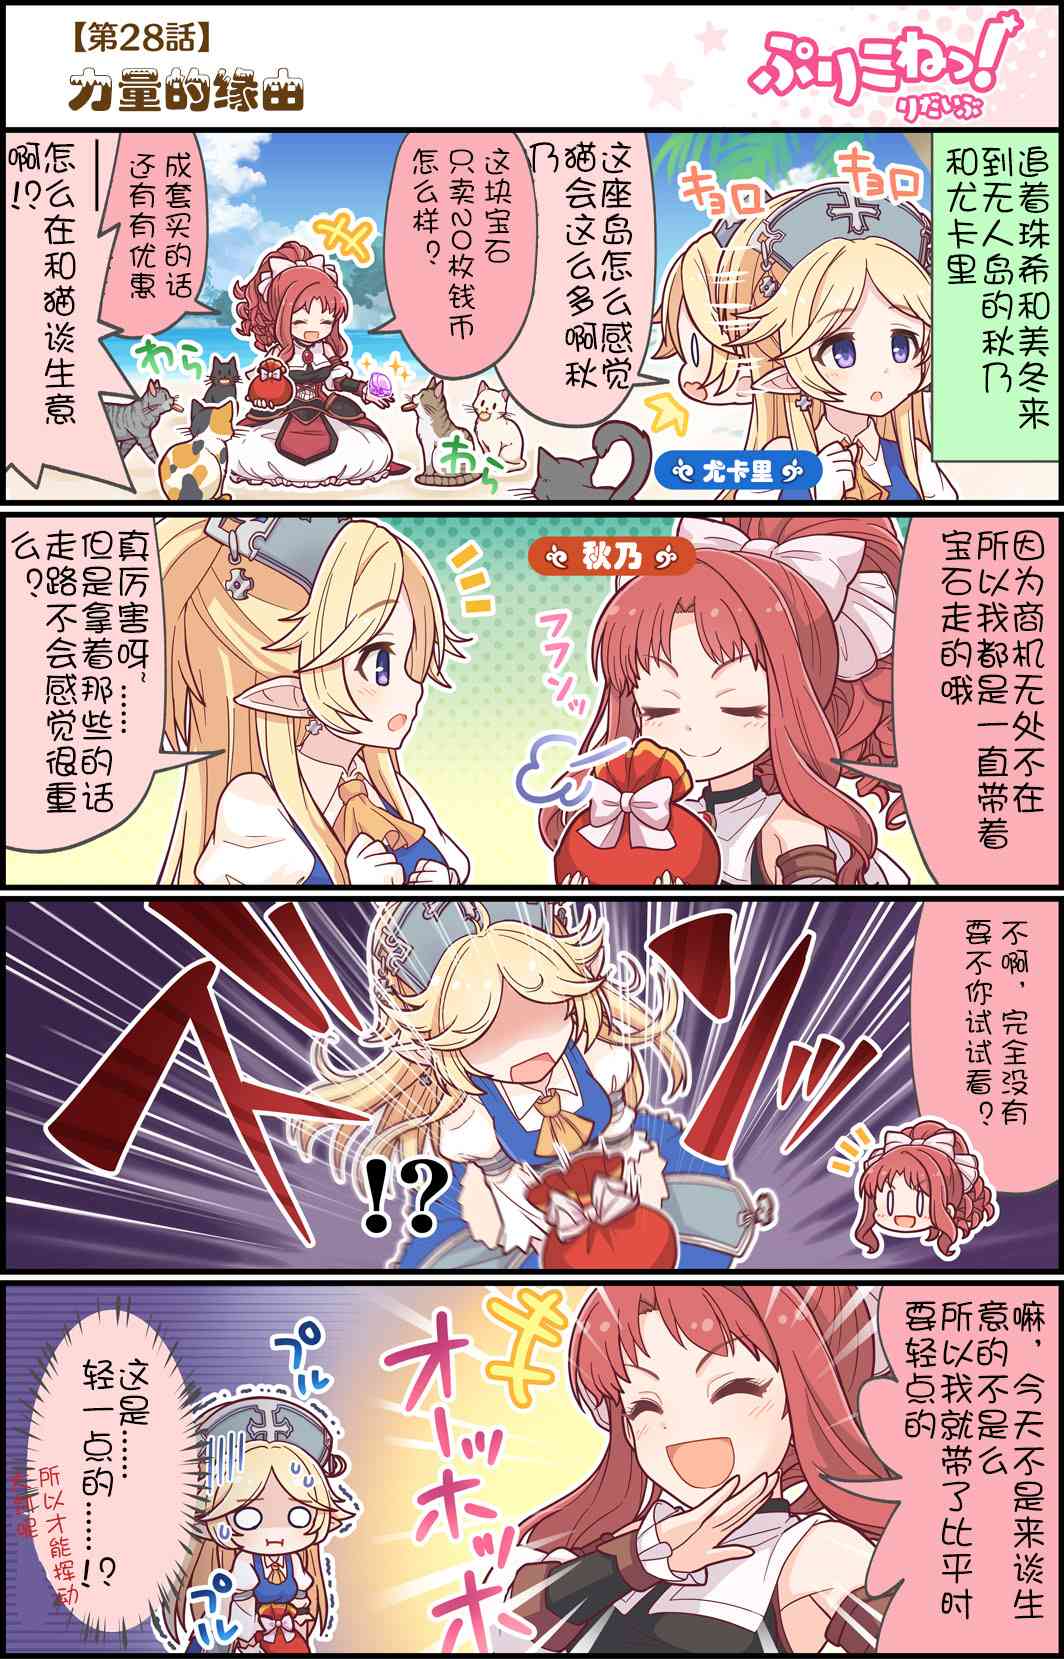 【第28話】
力量的缘由
ぷりこねっ!
りだいぶ
追着珠希和美冬来
到无人岛的秋乃
和尤卡里
キョロ
キョロ
这座岛怎么感觉
猫会这么多啊秋
乃
尤卡里
这块宝石
只卖20枚钱币
怎么样？
わら
わら
成套买的话
还有有优惠
——
怎么在和猫谈生意
啊!?
因为商机无处不在
所以我都是一直带着
宝石走的哦
秋乃
フフンッ
真厉害呀~……
但是拿着那些的话
走路不会感觉很重
么？
不啊，完全没有
要不你试试看？
ズン
!?
嘛，今天不是来谈生
意的不是么
所以我就带了比平时
要轻点的
オーッホッホ
プル
プル
这是……
轻一点的……!?
所以才能挥动